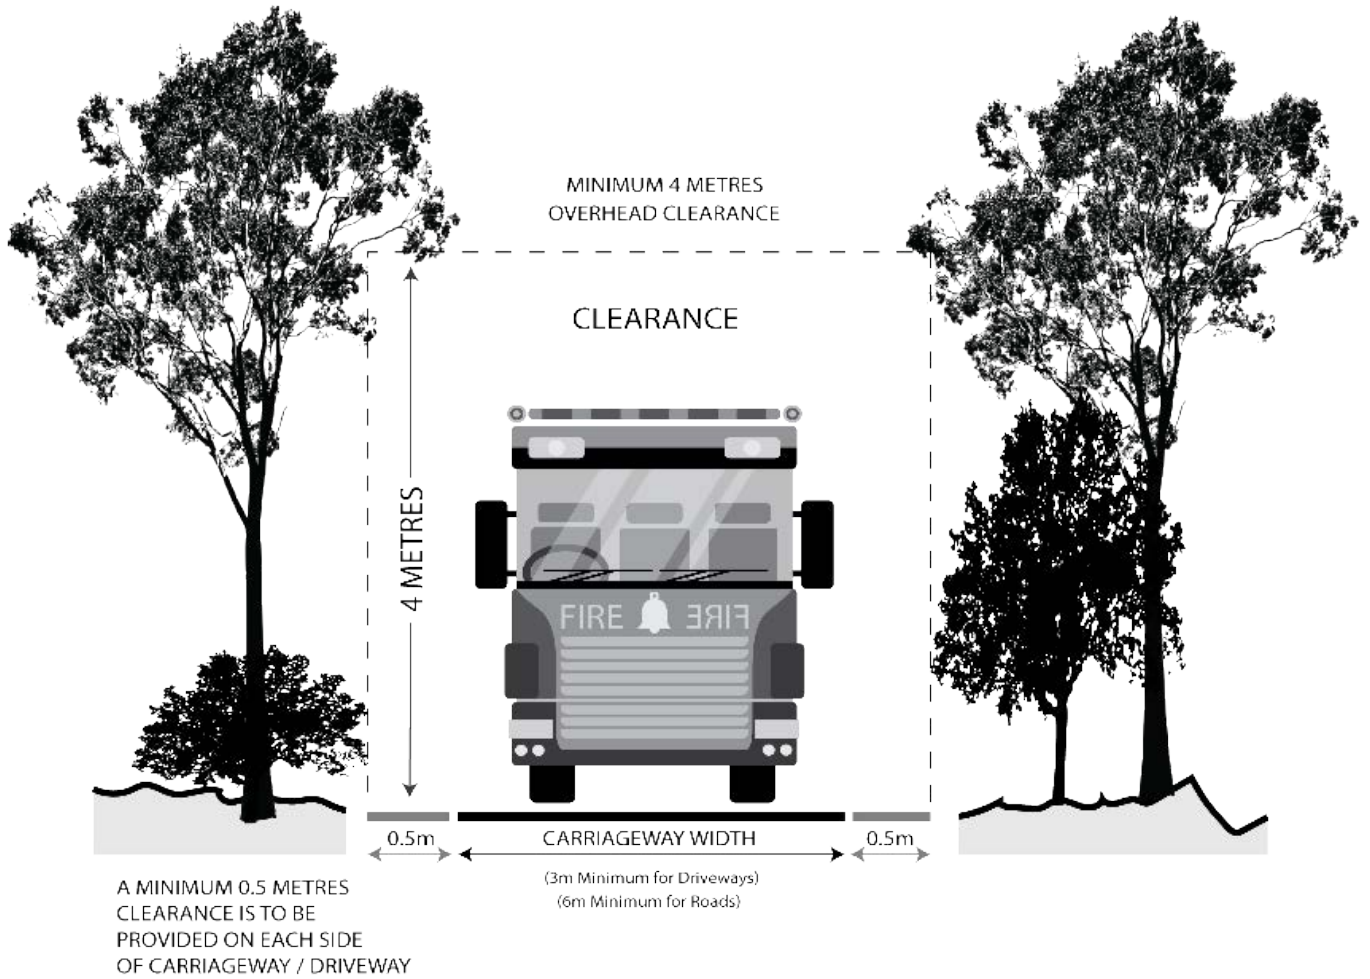 MINIMUM 4 METRES
OVERHEAD CLEARANCE
CLEARANCE
4 METRES
FIRE FIRE
0.5m CARRIAGEWAY WIDTH 0.5m
(3m Minimum for Driveways)
(6m Minimum for Roads)
A MINIMUM 0.5 METRES
CLEARANCE IS TO BE
PROVIDED ON EACH SIDE
OF CARRIAGEWAY / DRIVEWAY